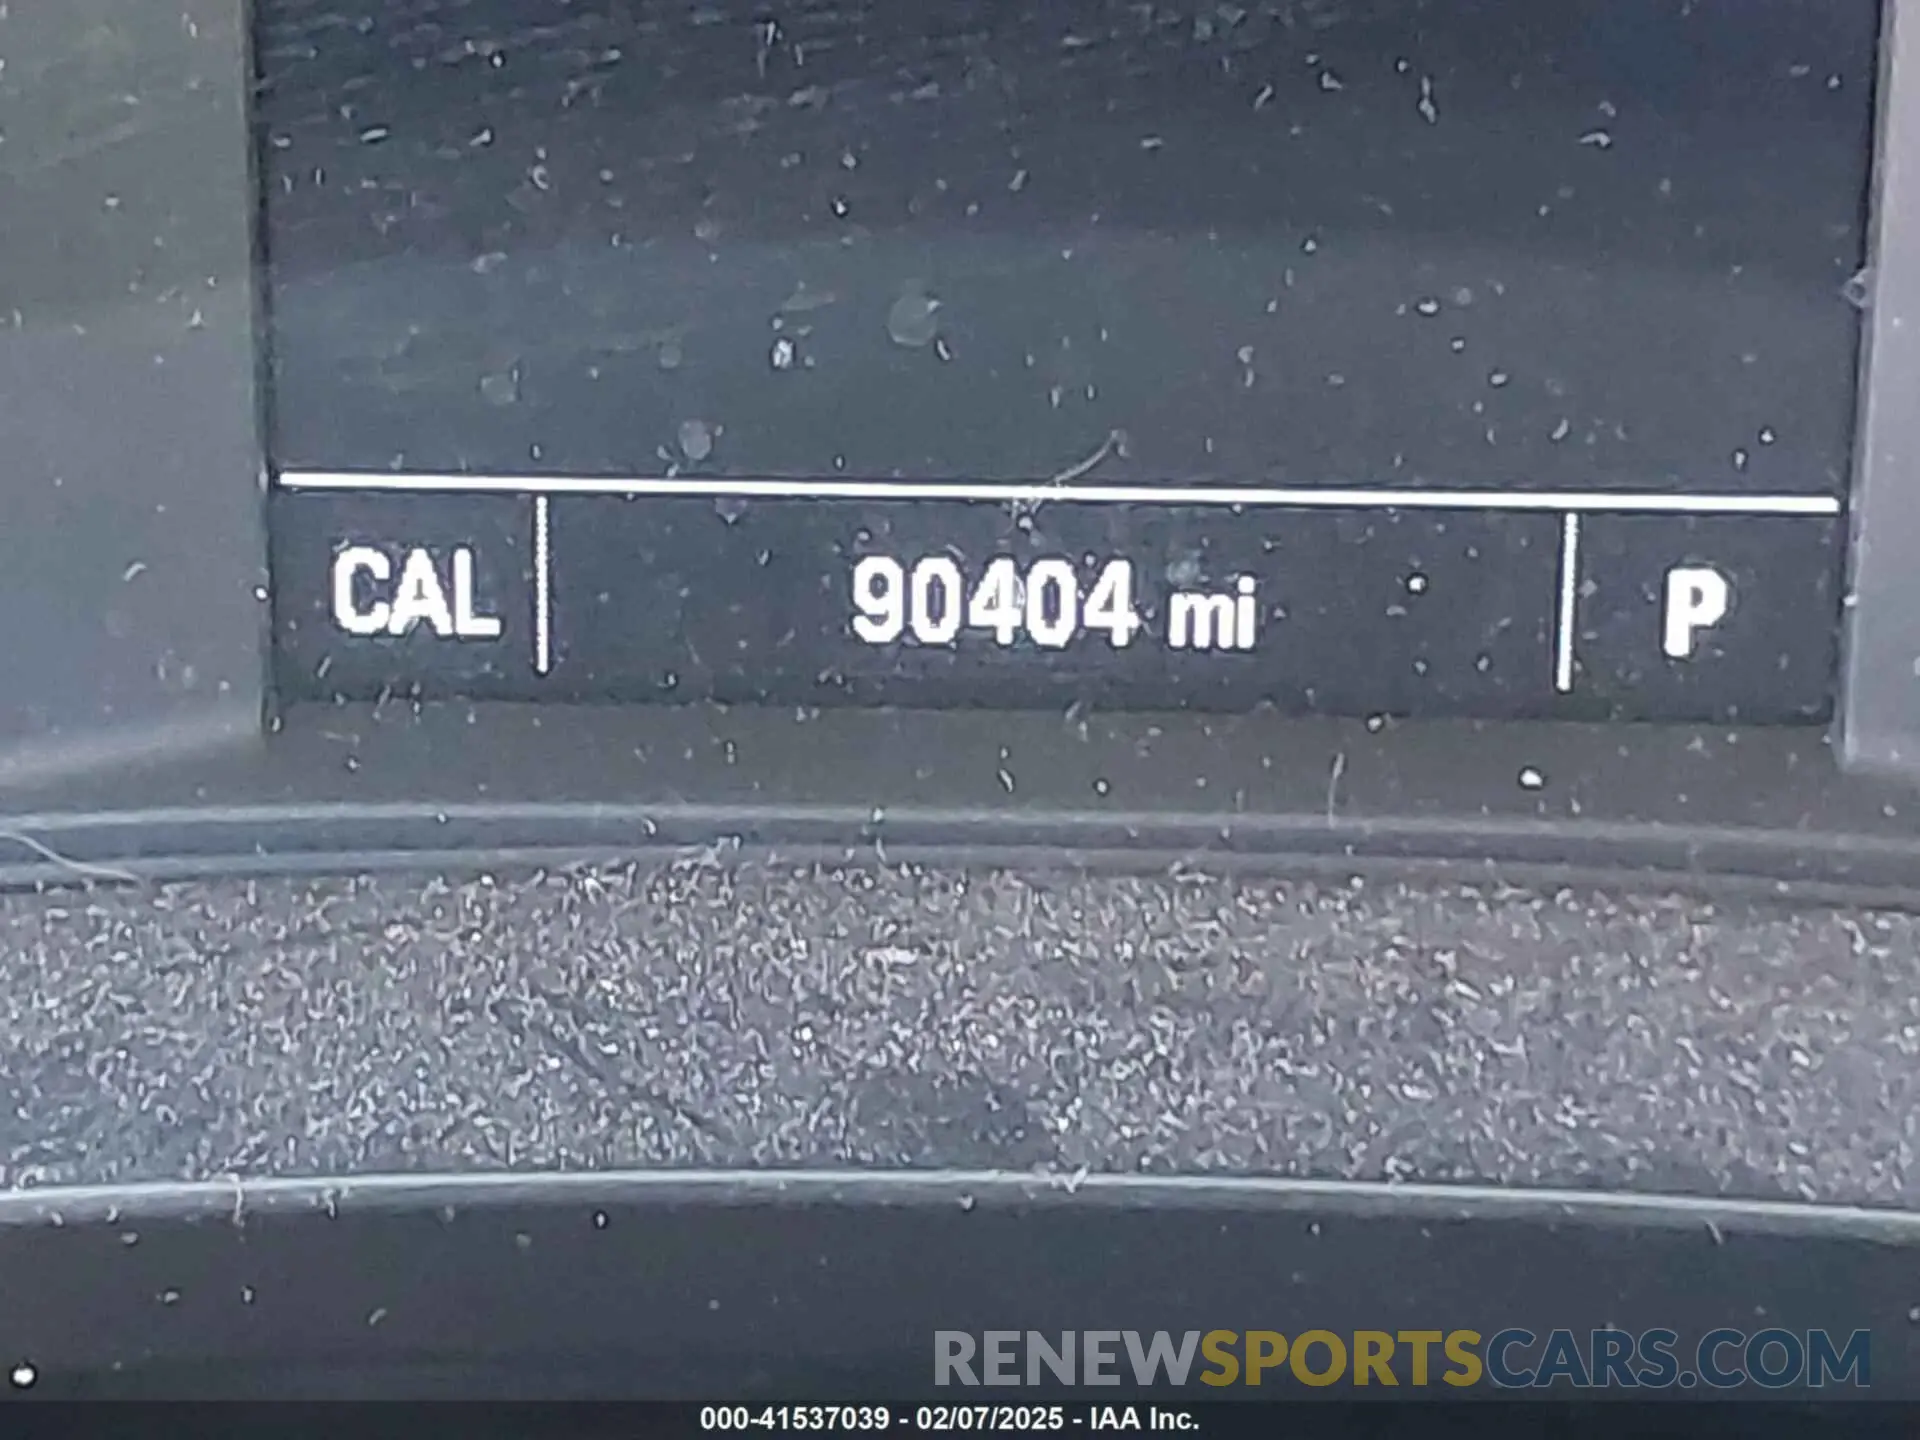 CAL 90404 mi P
RENEWSPORTSCARS.COM
000-41537039 - 02/07/2025 - IAA Inc.